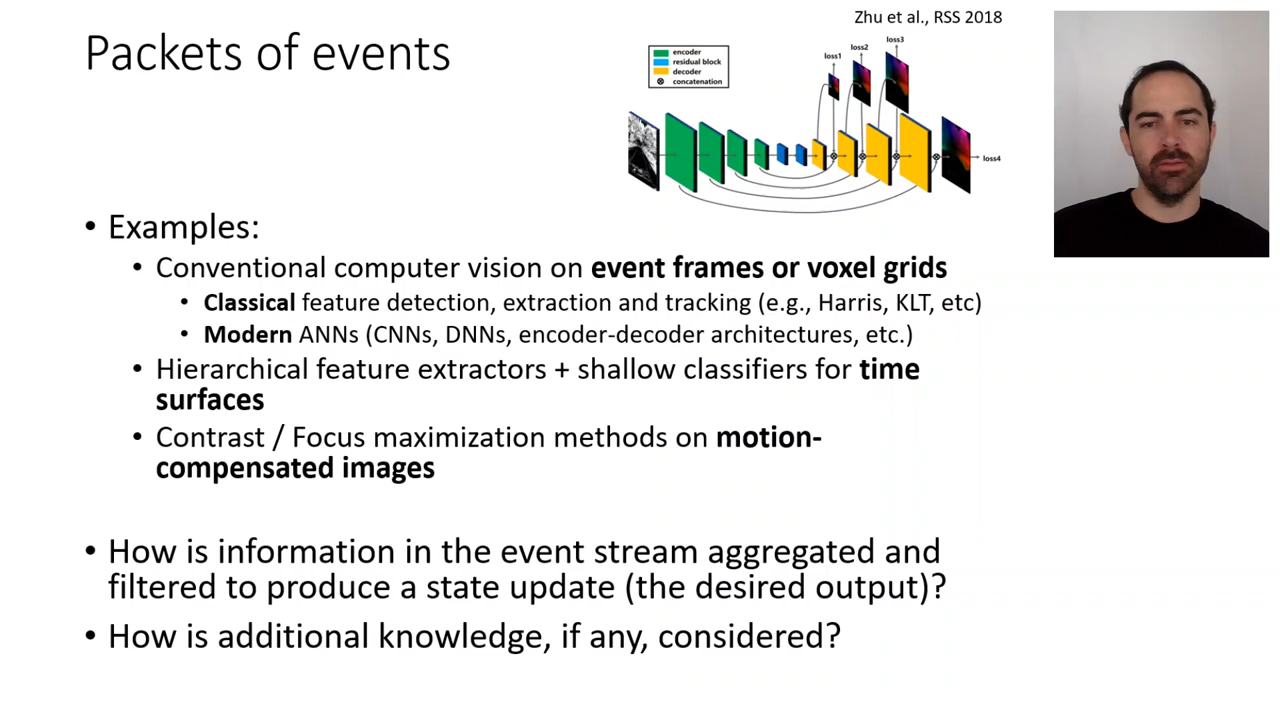 Zhu et al., RSS 2018
Packets of events
encoder
residual block
decoder
concatenation
loss1
loss2
loss3
loss4
• Examples:
• Conventional computer vision on event frames or voxel grids
• Classical feature detection, extraction and tracking (e.g., Harris, KLT, etc)
• Modern ANNs (CNNs, DNNs, encoder-decoder architectures, etc.)
• Hierarchical feature extractors + shallow classifiers for time
surfaces
• Contrast / Focus maximization methods on motion-
compensated images
• How is information in the event stream aggregated and
filtered to produce a state update (the desired output)?
• How is additional knowledge, if any, considered?